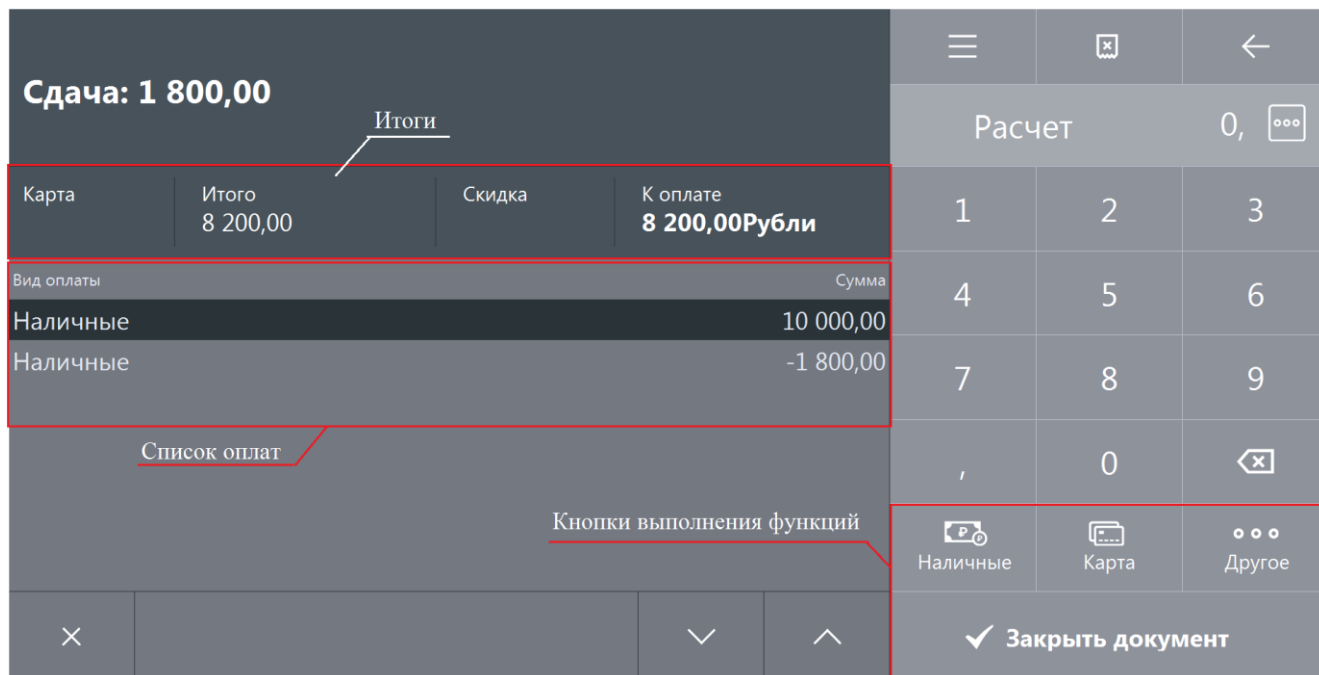 Сдача: 1 800,00
Итоги
Карта
Итого
8 200,00
Скидка
К оплате
8 200,00Рубли
Вид оплаты Сумма
Наличные 10 000,00
Наличные -1 800,00
Список оплат
Кнопки выполнения функций
Расчет 0,
1 2 3
4 5 6
7 8 9
, 0
Наличные Карта Другое
Закрыть документ